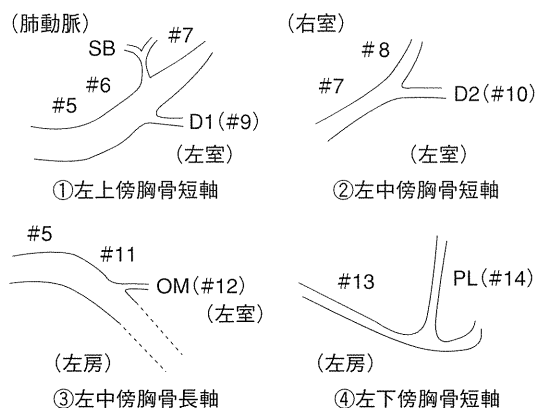 (肺動脈)
SB
#7
#6
#5
D1(#9)
(左室)
①左上傍胸骨短軸
(右室)
#8
#7
D2(#10)
(左室)
②左中傍胸骨短軸
#5
#11
OM(#12)
(左室)
(左房)
③左中傍胸骨長軸
#13
PL(#14)
(左房)
④左下傍胸骨短軸